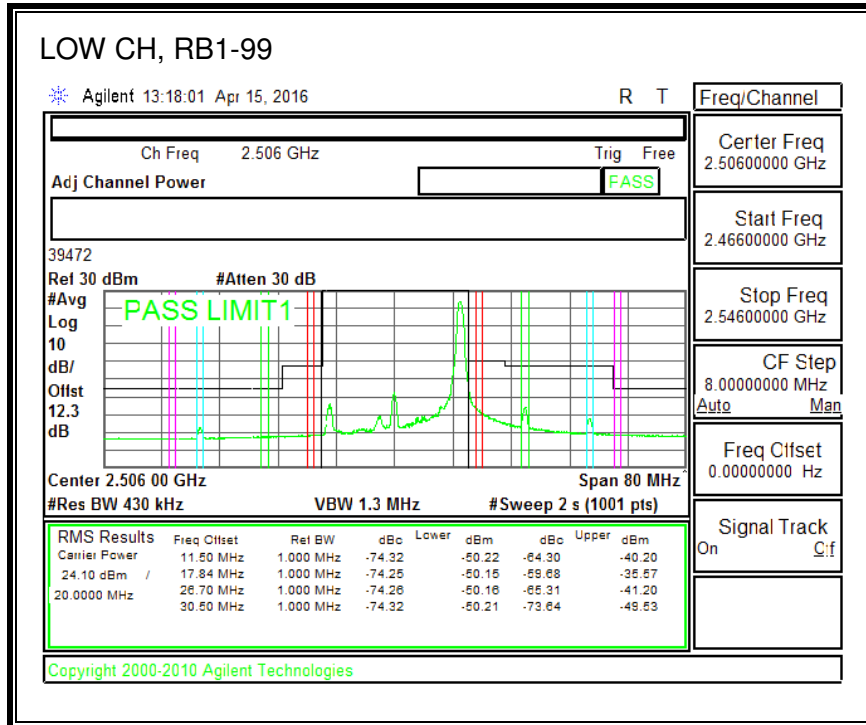 LOW CH, RB1-99
Agilent 13:18:01 Apr 15, 2016 R T
Ch Freq 2.506 GHz Trig Free
Adj Channel Power PASS
39472
Ref 30 dBm #Atten 30 dB
#Avg
Log
10
dB/
Offst
12.3
dB
PASS LIMIT1
Center 2.506 00 GHz Span 80 MHz
#Res BW 430 kHz VBW 1.3 MHz #Sweep 2 s (1001 pts)
RMS Results Freq Offset Ref BW dBc Lower dBm dBc Upper dBm
Carrier Power 11.50 MHz 1.000 MHz -74.32 -50.22 -64.30 -40.20
24.10 dBm / 17.84 MHz 1.000 MHz -74.25 -50.15 -59.68 -35.57
20.0000 MHz 26.70 MHz 1.000 MHz -74.26 -50.16 -65.31 -41.20
30.50 MHz 1.000 MHz -74.32 -50.21 -73.64 -49.53
Copyright 2000-2010 Agilent Technologies
Freq/Channel
Center Freq
2.50600000 GHz
Start Freq
2.46600000 GHz
Stop Freq
2.54600000 GHz
CF Step
8.00000000 MHz
Auto Man
Freq Offset
0.00000000 Hz
Signal Track
On Off